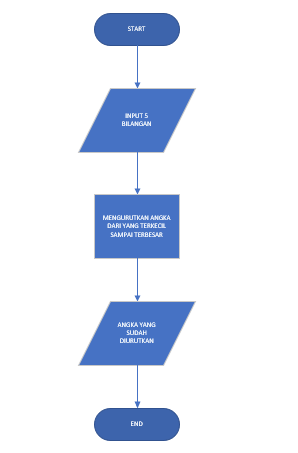 START
INPUT 5
BILANGAN
MENGURUTKAN ANGKA
DARI YANG TERKECIL
SAMPAI TERBESAR
ANGKA YANG
SUDAH
DIURUTKAN
END